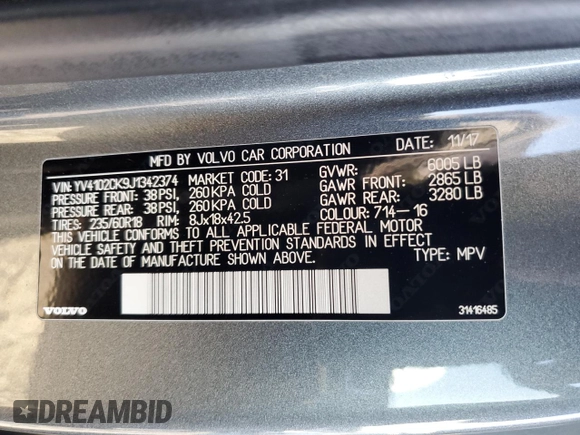 MFD BY VOLVO CAR CORPORATION DATE: 11/17
VIN: YV4102CK9J1342374 MARKET CODE: 31 GVWR: 6005 LB
PRESSURE FRONT: 38PSI, 260KPA COLD GAWR FRONT: 2865 LB
PRESSURE REAR: 38PSI, 260KPA COLD GAWR REAR: 3280 LB
TIRES: 235/60R18 RIM: 8Jx18x42.5 COLOUR: 714-16
THIS VEHICLE CONFORMS TO ALL APPLICABLE FEDERAL MOTOR
VEHICLE SAFETY AND THEFT PREVENTION STANDARDS IN EFFECT
ON THE DATE OF MANUFACTURE SHOWN ABOVE. TYPE: MPV
VOLVO 31416485
DREAMBID